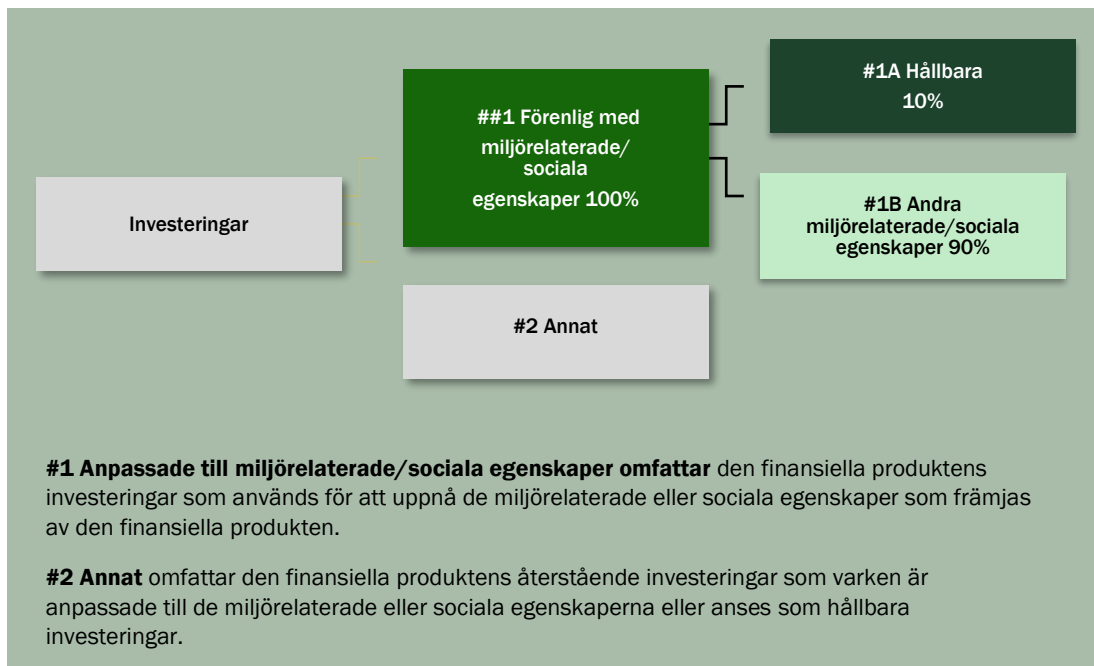 #1A Hållbara
10%
##1 Förenlig med
miljörelaterade/
sociala
egenskaper 100%
Investeringar
#1B Andra
miljörelaterade/sociala
egenskaper 90%
#2 Annat
#1 Anpassade till miljörelaterade/sociala egenskaper omfattar den finansiella produktens
investeringar som används för att uppnå de miljörelaterade eller sociala egenskaper som främjas
av den finansiella produkten.
#2 Annat omfattar den finansiella produktens återstående investeringar som varken är
anpassade till de miljörelaterade eller sociala egenskaperna eller anses som hållbara
investeringar.